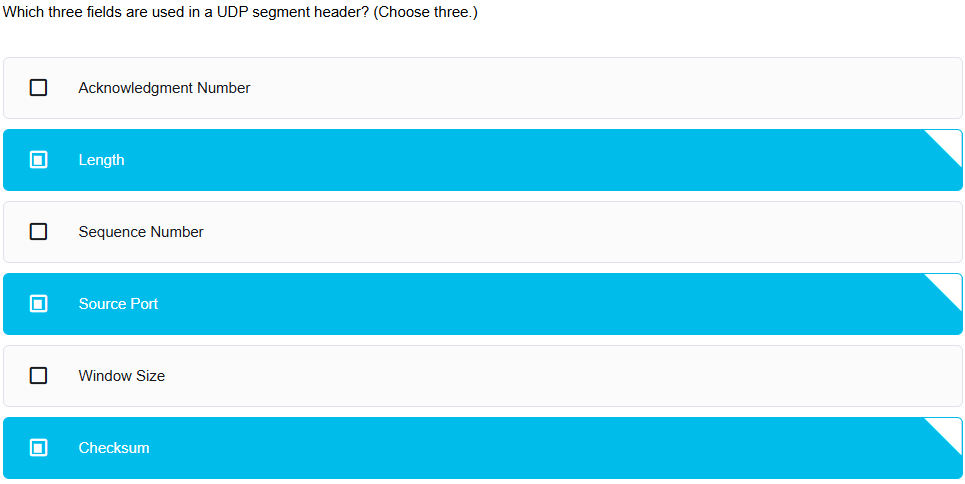 Which three fields are used in a UDP segment header? (Choose three.)
Acknowledgment Number
Length
Sequence Number
Source Port
Window Size
Checksum